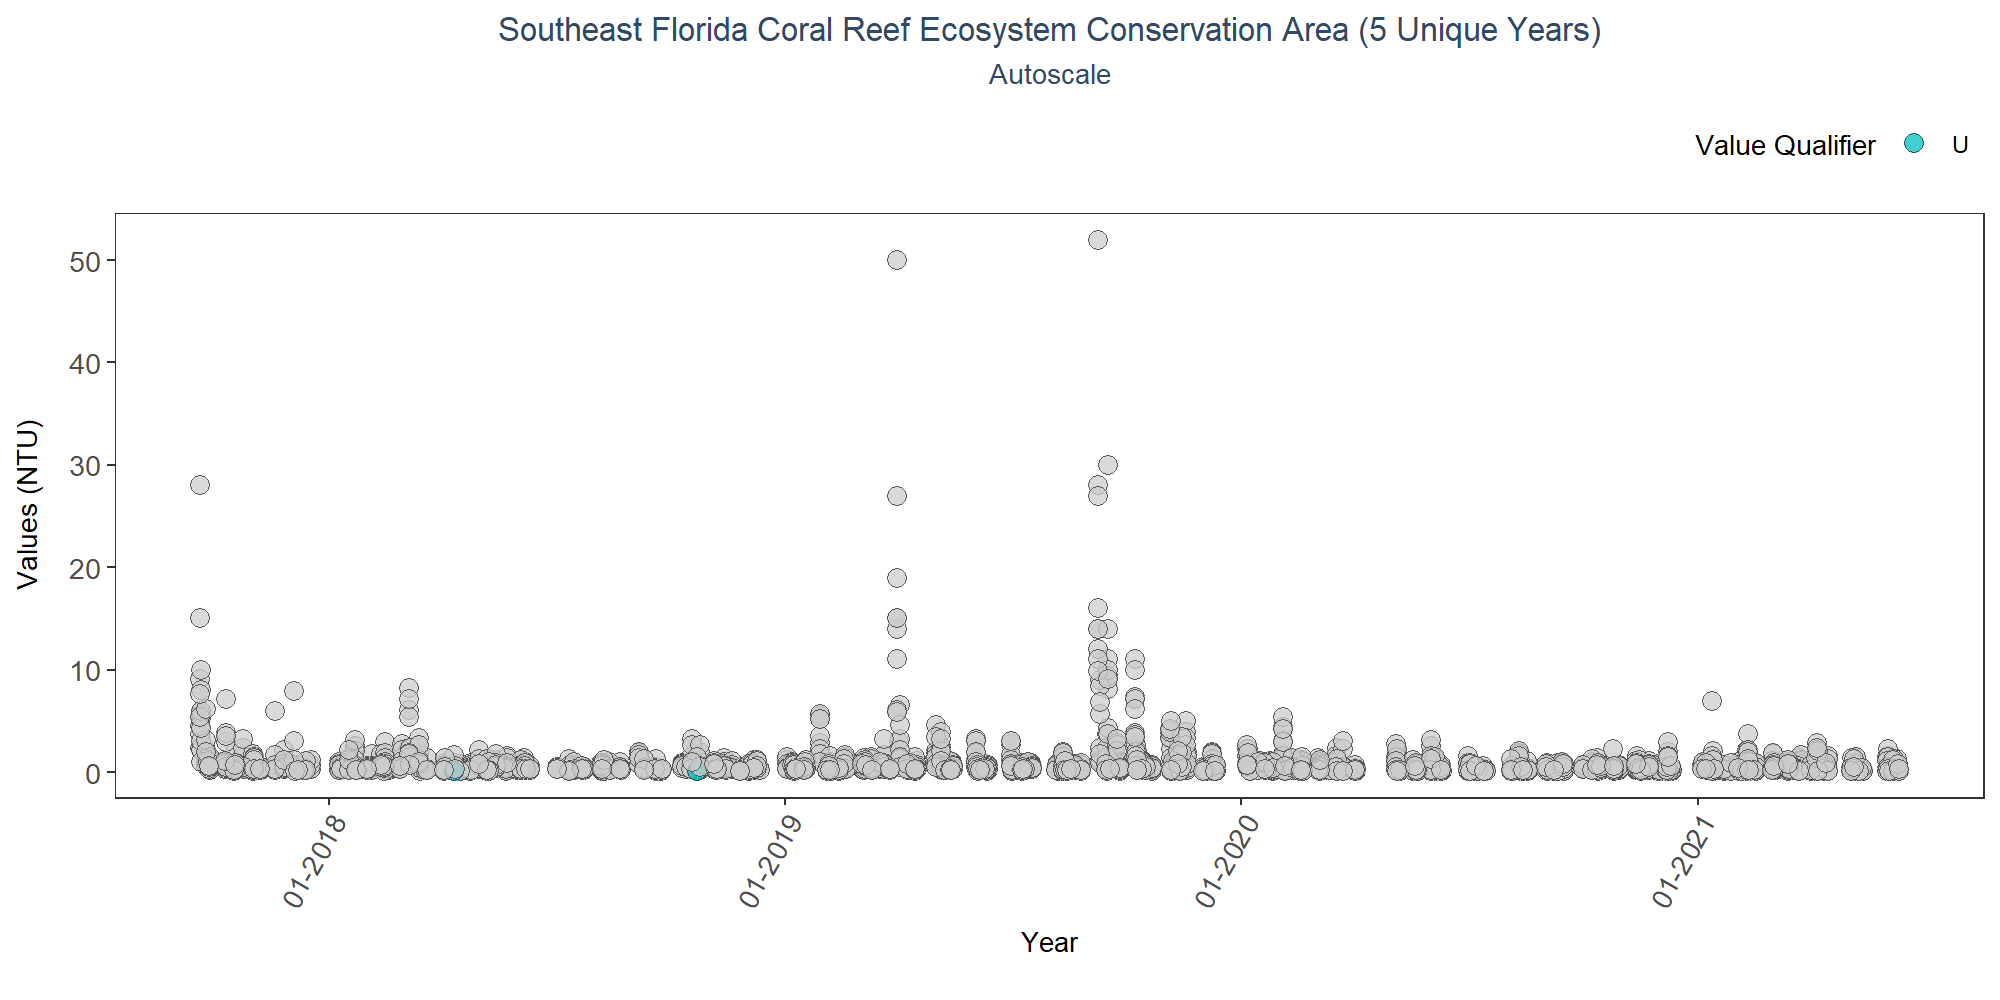 Southeast Florida Coral Reef Ecosystem Conservation Area (5 Unique Years)
Autoscale
Value Qualifier U
Values (NTU)
50
40
30
20
10
0
01-2018
01-2019
01-2020
01-2021
Year